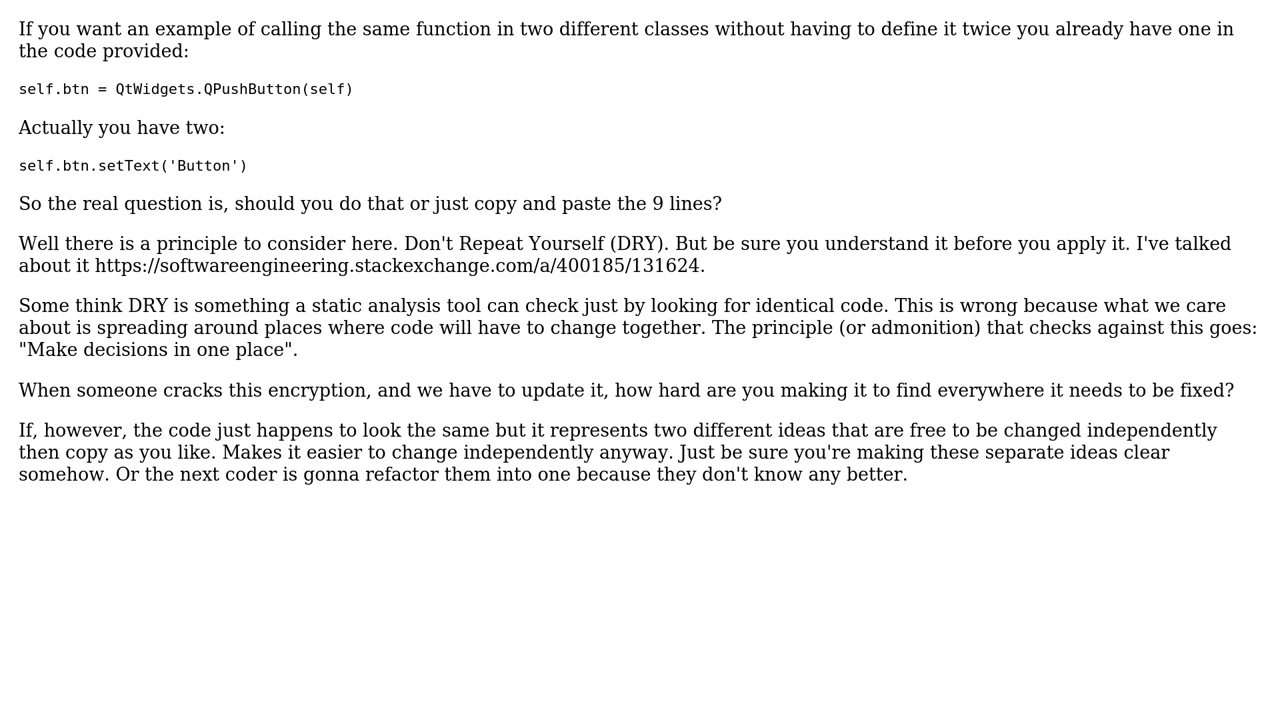 If you want an example of calling the same function in two different classes without having to define it twice you already have one in
the code provided:
self.btn = QtWidgets.QPushButton(self)
Actually you have two:
self.btn.setText('Button')
So the real question is, should you do that or just copy and paste the 9 lines?
Well there is a principle to consider here. Don't Repeat Yourself (DRY). But be sure you understand it before you apply it. I've talked
about it https://softwareengineering.stackexchange.com/a/400185/131624.
Some think DRY is something a static analysis tool can check just by looking for identical code. This is wrong because what we care
about is spreading around places where code will have to change together. The principle (or admonition) that checks against this goes:
"Make decisions in one place".
When someone cracks this encryption, and we have to update it, how hard are you making it to find everywhere it needs to be fixed?
If, however, the code just happens to look the same but it represents two different ideas that are free to be changed independently
then copy as you like. Makes it easier to change independently anyway. Just be sure you're making these separate ideas clear
somehow. Or the next coder is gonna refactor them into one because they don't know any better.